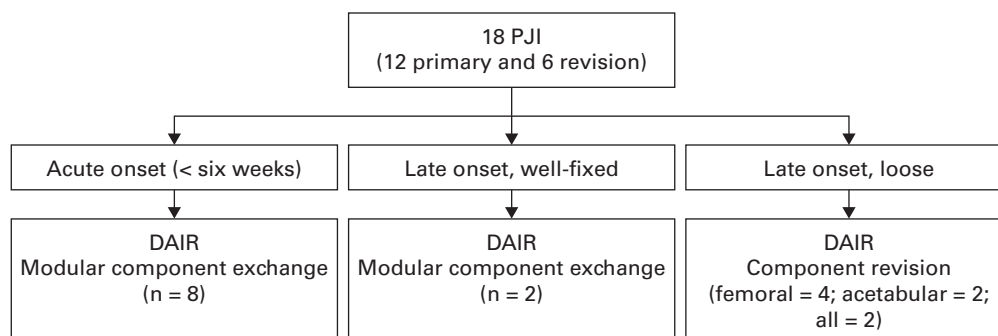 18 PJI
(12 primary and 6 revision)
Acute onset (< six weeks)
Late onset, well-fixed
Late onset, loose
DAIR
Modular component exchange
(n = 8)
DAIR
Modular component exchange
(n = 2)
DAIR
Component revision
(femoral = 4; acetabular = 2;
all = 2)